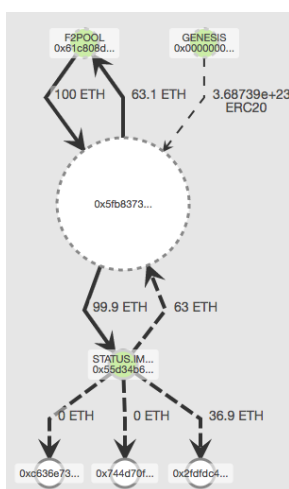 F2POOL
0x61c808d...
GENESIS
0x0000000...
100 ETH
63.1 ETH
3.68739e+23
ERC20
0x5fb8373...
99.9 ETH
63 ETH
STATUS.IM...
0x55d34b6...
0 ETH
0 ETH
36.9 ETH
0xc636e73...
0x744d70f...
0x2fdfdc4...